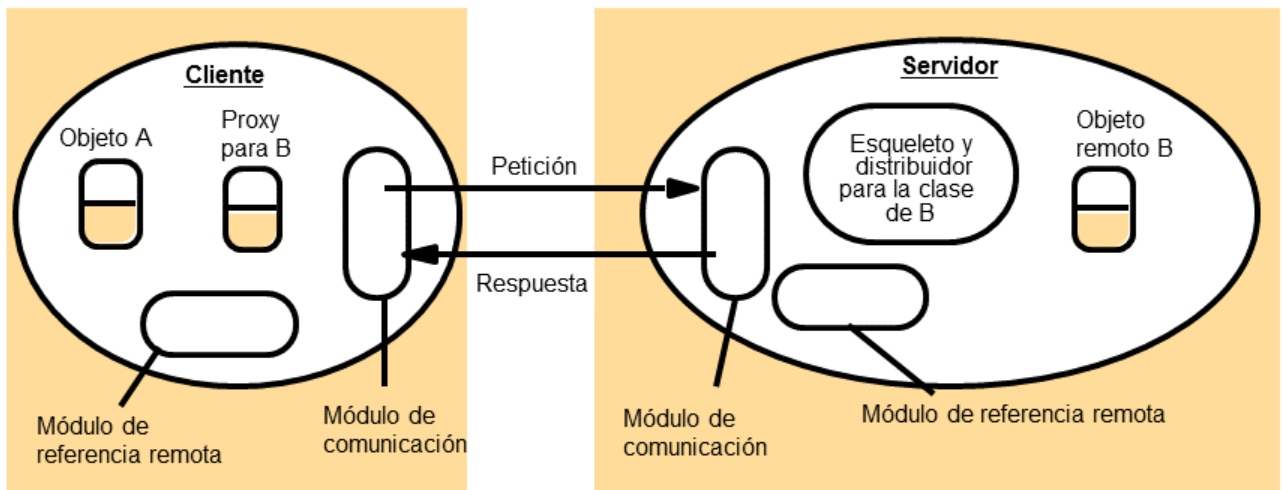 Cliente
Objeto A
Proxy
para B
Petición
Respuesta
Módulo de
referencia remota
Módulo de
comunicación
Servidor
Esqueleto y
distribuidor
para la clase
de B
Objeto
remoto B
Módulo de
comunicación
Módulo de referencia remota